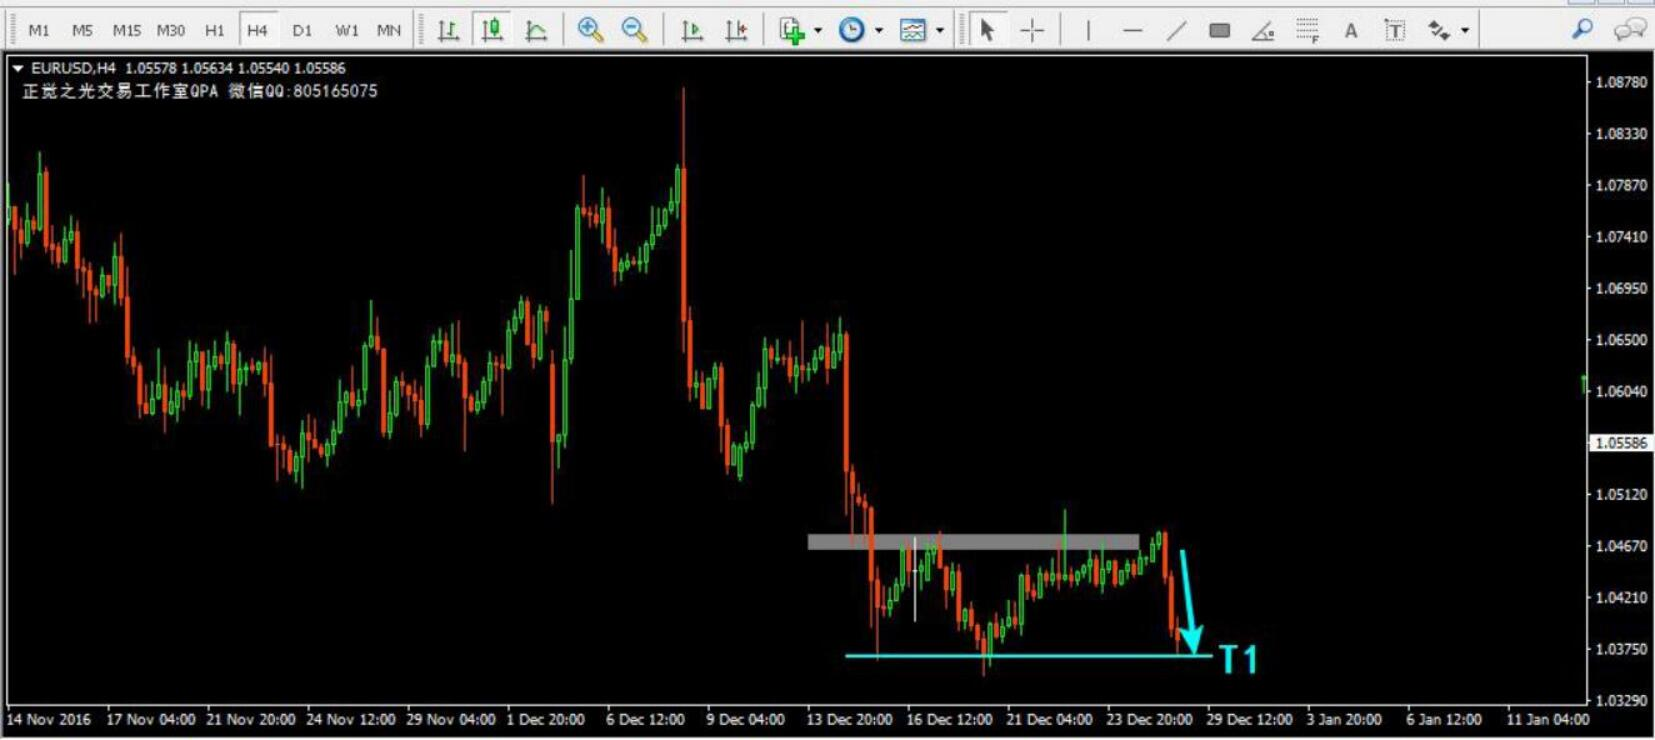 M1 M5 M15 M30 H1 H4 D1 W1 MN
A T F
EURUSD,H4 1.05578 1.05634 1.05540 1.05586
正觉之光交易工作室QPA 微信QQ:805165075
1.08780
1.08330
1.07870
1.07410
1.06950
1.06500
1.06040
1.05586
1.05120
1.04670
1.04210
1.03750
1.03290
T1
14 Nov 2016 17 Nov 04:00 21 Nov 20:00 24 Nov 12:00 29 Nov 04:00 1 Dec 20:00 6 Dec 12:00 9 Dec 04:00 13 Dec 20:00 16 Dec 12:00 21 Dec 04:00 23 Dec 20:00 29 Dec 12:00 3 Jan 20:00 6 Jan 12:00 11 Jan 04:00